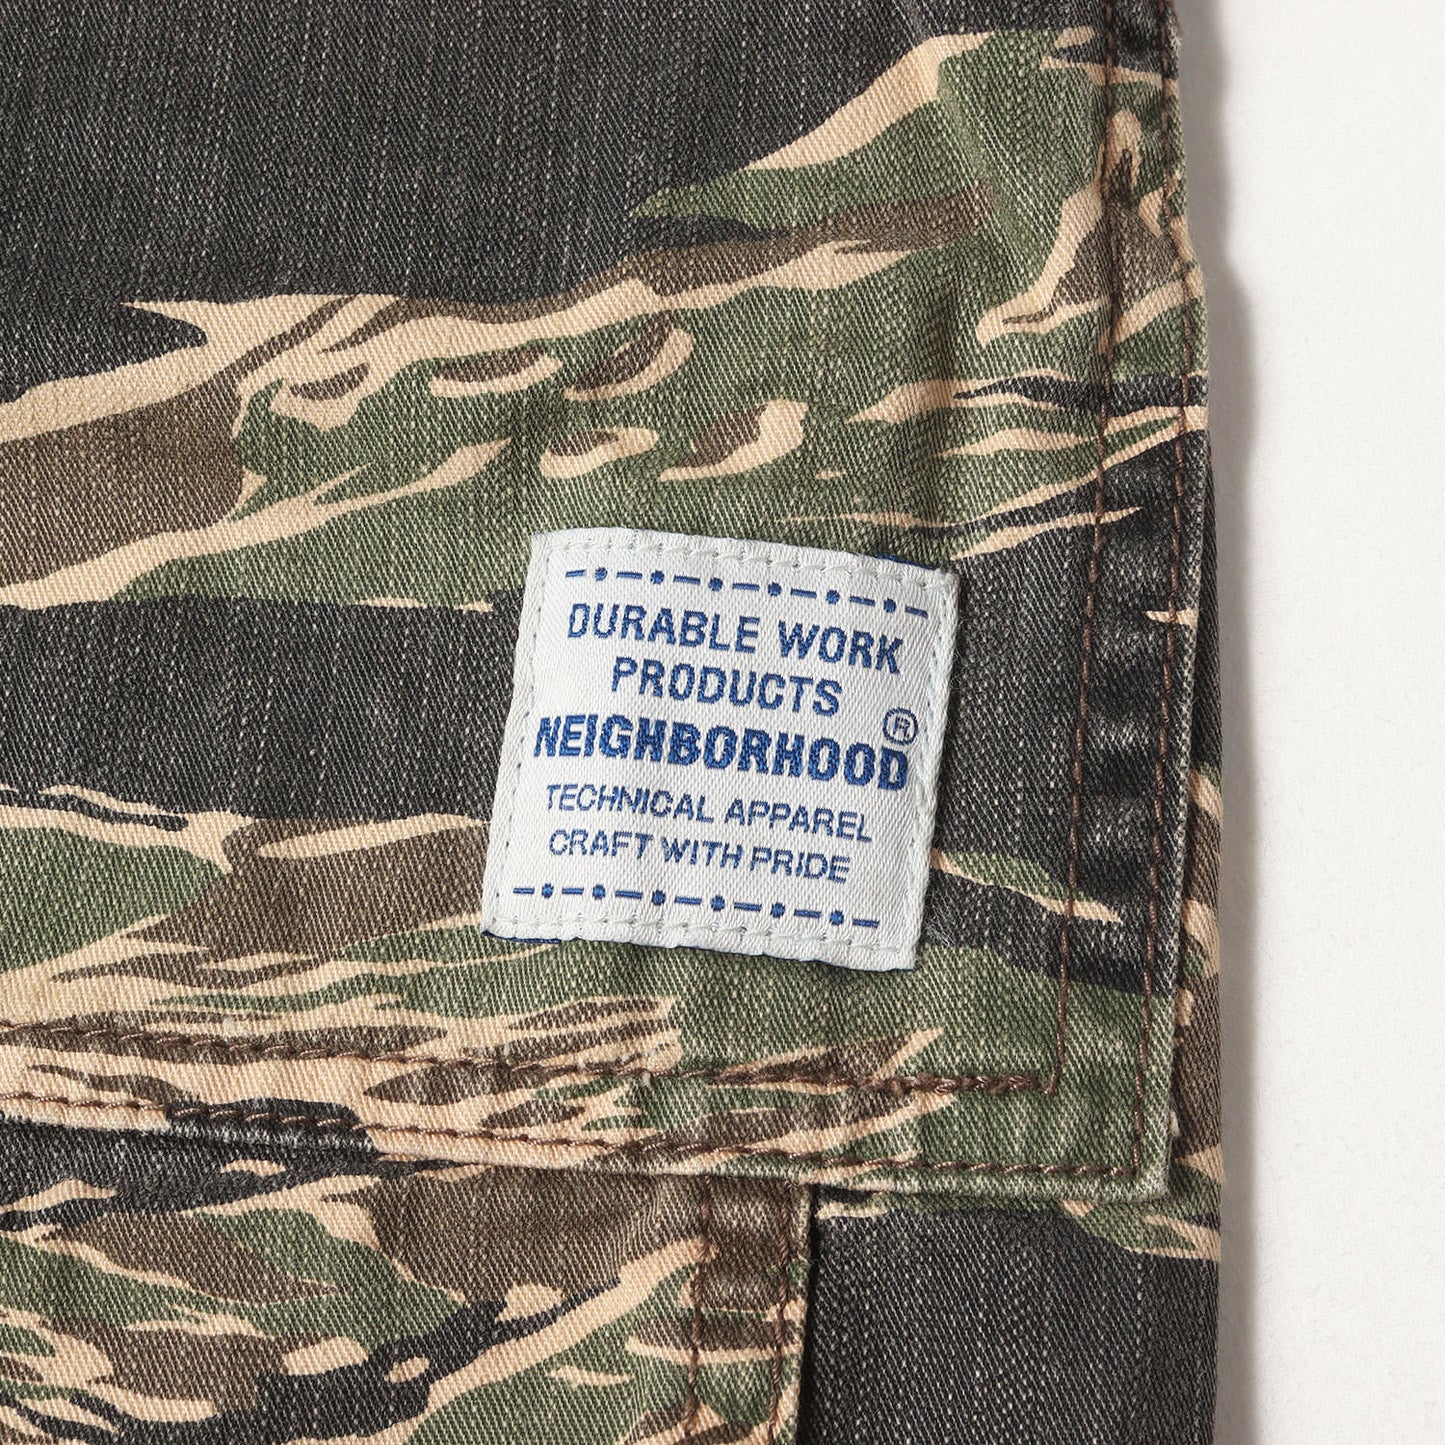 DURABLE WORK
PRODUCTS
NEIGHBORHOOD®
TECHNICAL APPAREL
CRAFT WITH PRIDE